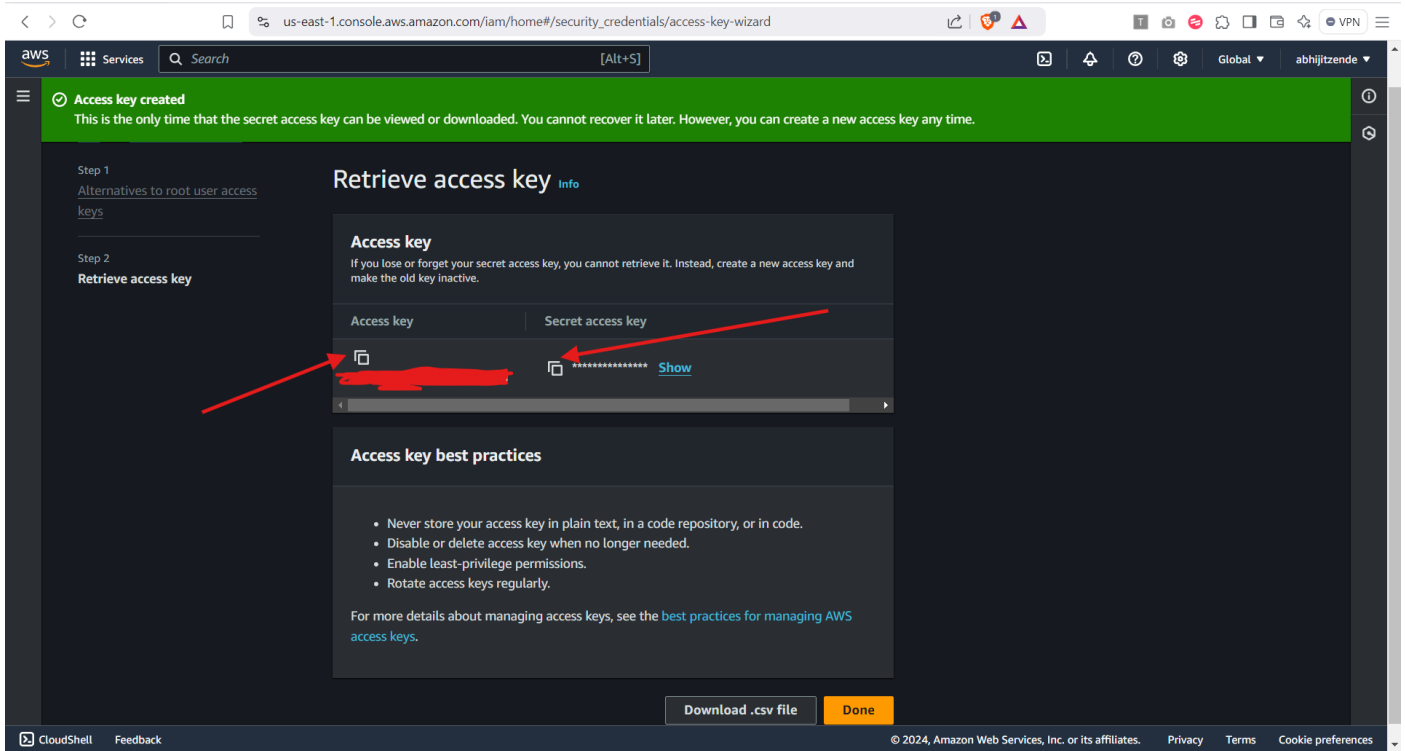 us-east-1.console.aws.amazon.com/iam/home#/security_credentials/access-key-wizard
1
T
VPN
aws
Services
Search
[Alt+S]
Global
abhijitzende
Access key created
This is the only time that the secret access key can be viewed or downloaded. You cannot recover it later. However, you can create a new access key any time.
Step 1
Alternatives to root user access
keys
Step 2
Retrieve access key
Retrieve access key Info
Access key
If you lose or forget your secret access key, you cannot retrieve it. Instead, create a new access key and
make the old key inactive.
Access key
Secret access key
*************** Show
Access key best practices
• Never store your access key in plain text, in a code repository, or in code.
• Disable or delete access key when no longer needed.
• Enable least-privilege permissions.
• Rotate access keys regularly.
For more details about managing access keys, see the best practices for managing AWS
access keys.
Download .csv file
Done
CloudShell
Feedback
© 2024, Amazon Web Services, Inc. or its affiliates.
Privacy
Terms
Cookie preferences